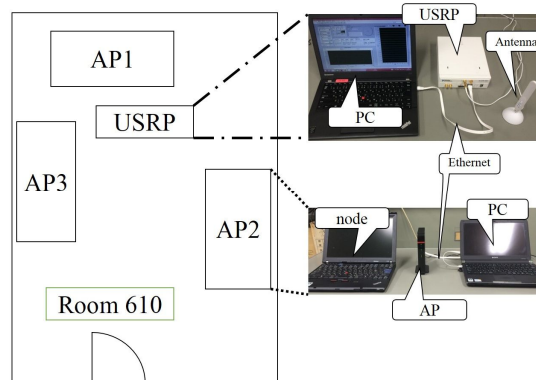 AP1
USRP
AP3
AP2
Room 610
USRP
Antenna
PC
Ethernet
node
PC
AP